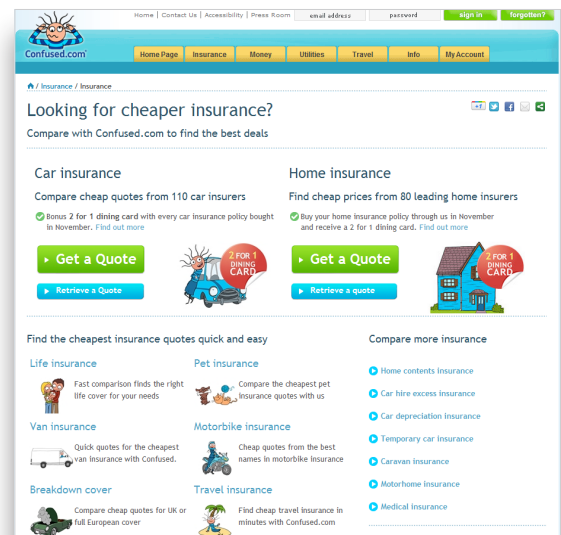 Home | Contact Us | Accessibility | Press Room
email address
password
sign in
forgotten?
Confused.com
Home Page
Insurance
Money
Utilities
Travel
Info
My Account
/ Insurance / Insurance
Looking for cheaper insurance?
+1
Compare with Confused.com to find the best deals
Car insurance
Compare cheap quotes from 110 car insurers
Bonus 2 for 1 dining card with every car insurance policy bought
in November. Find out more
Get a Quote
Retrieve a Quote
2 FOR 1
DINING
CARD
Home insurance
Find cheap prices from 80 leading home insurers
Buy your home insurance policy through us in November
and receive a 2 for 1 dining card. Find out more
Get a Quote
Retrieve a quote
2 FOR 1
DINING
CARD
Find the cheapest insurance quotes quick and easy
Life insurance
Fast comparison finds the right
life cover for your needs
Pet insurance
Compare the cheapest pet
insurance quotes with us
Van insurance
Quick quotes for the cheapest
van insurance with Confused.
Motorbike insurance
Cheap quotes from the best
names in motorbike insurance
Breakdown cover
Compare cheap quotes for UK or
full European cover
Travel insurance
Find cheap travel insurance in
minutes with Confused.com
Compare more insurance
Home contents insurance
Car hire excess insurance
Car depreciation insurance
Temporary car insurance
Caravan insurance
Motorhome insurance
Medical insurance